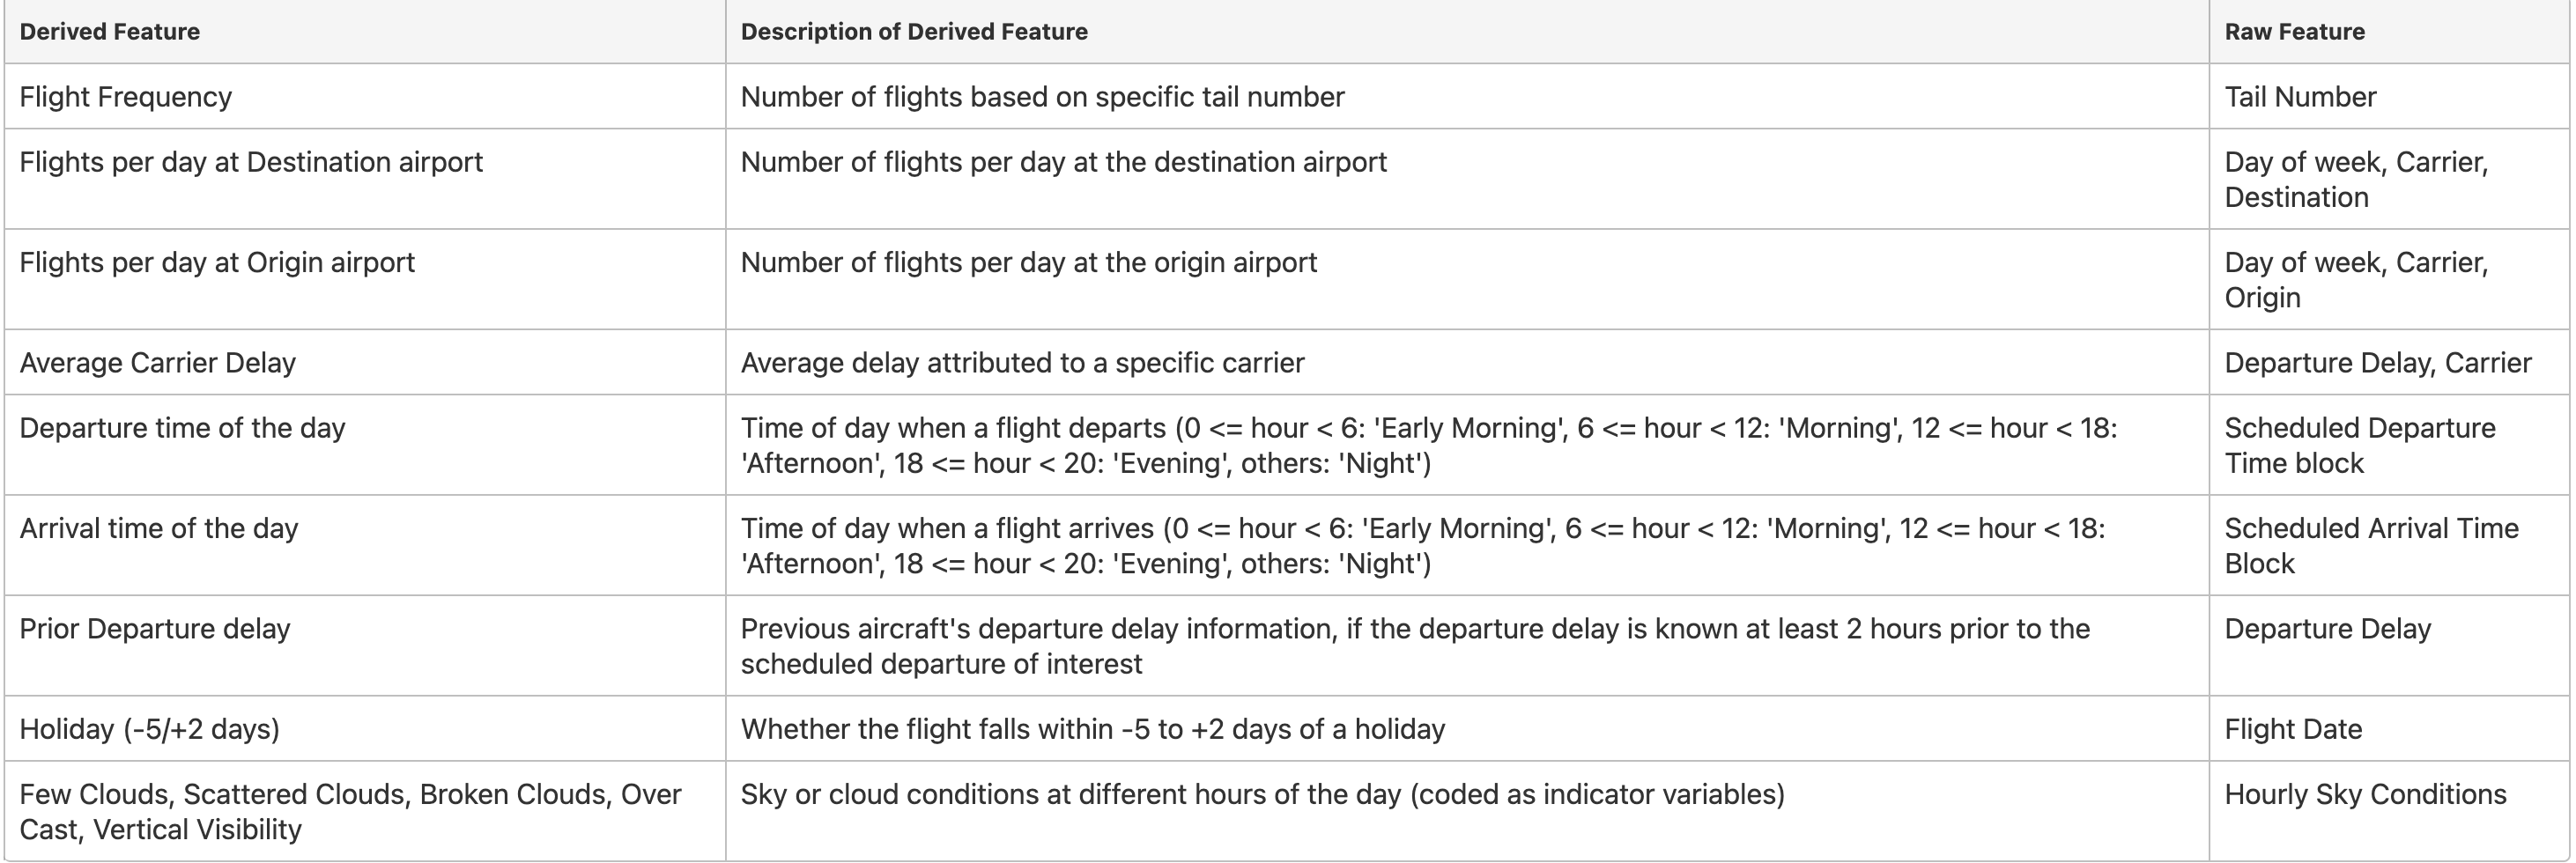 Derived Feature
Description of Derived Feature
Raw Feature
Flight Frequency
Number of flights based on specific tail number
Tail Number
Flights per day at Destination airport
Number of flights per day at the destination airport
Day of week, Carrier,
Destination
Flights per day at Origin airport
Number of flights per day at the origin airport
Day of week, Carrier,
Origin
Average Carrier Delay
Average delay attributed to a specific carrier
Departure Delay, Carrier
Departure time of the day
Time of day when a flight departs (0 <= hour < 6: 'Early Morning', 6 <= hour < 12: 'Morning', 12 <= hour < 18:
'Afternoon', 18 <= hour < 20: 'Evening', others: 'Night')
Scheduled Departure
Time block
Arrival time of the day
Time of day when a flight arrives (0 <= hour < 6: 'Early Morning', 6 <= hour < 12: 'Morning', 12 <= hour < 18:
'Afternoon', 18 <= hour < 20: 'Evening', others: 'Night')
Scheduled Arrival Time
Block
Prior Departure delay
Previous aircraft's departure delay information, if the departure delay is known at least 2 hours prior to the
scheduled departure of interest
Departure Delay
Holiday (-5/+2 days)
Whether the flight falls within -5 to +2 days of a holiday
Flight Date
Few Clouds, Scattered Clouds, Broken Clouds, Over
Cast, Vertical Visibility
Sky or cloud conditions at different hours of the day (coded as indicator variables)
Hourly Sky Conditions